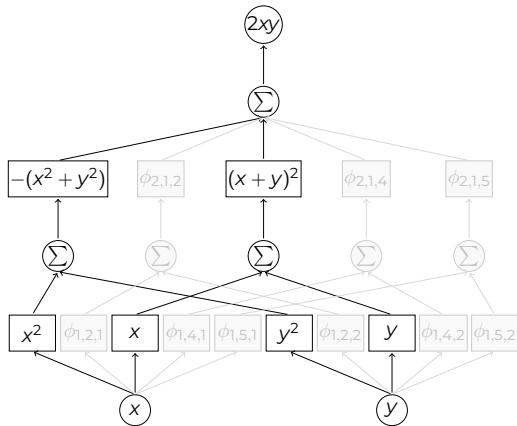 2xy
∑
−(x² + y²) ϕ₂,₁,₂ (x + y)² ϕ₂,₁,₄ ϕ₂,₁,₅
∑ ∑ ∑ ∑ ∑
x² ϕ₁,₂,₁ x ϕ₁,₄,₁ ϕ₁,₅,₁ y² ϕ₁,₂,₂ y ϕ₁,₄,₂ ϕ₁,₅,₂
x y